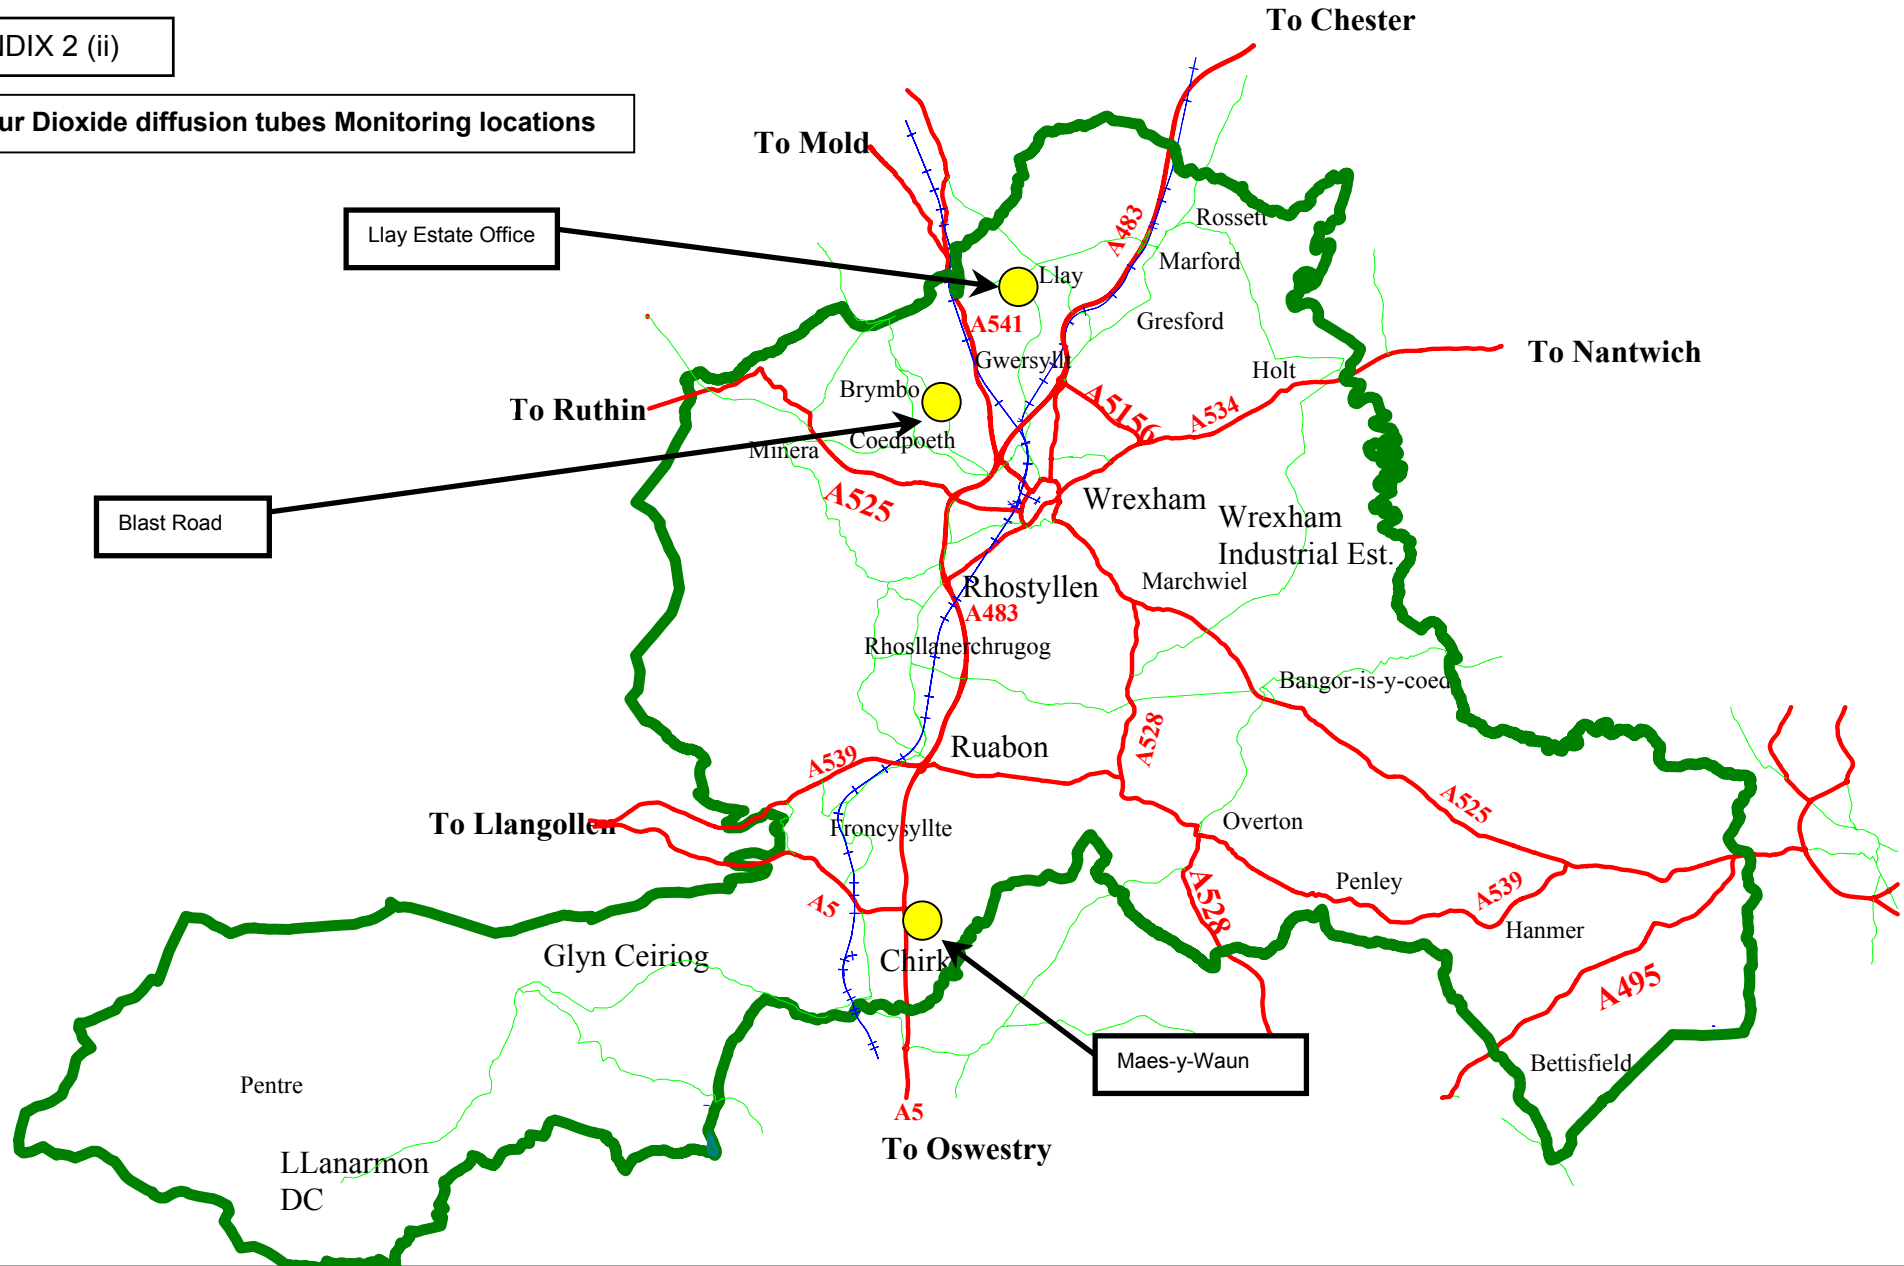 NDIX 2 (ii)
ur Dioxide diffusion tubes Monitoring locations
To Chester
To Mold
Llay Estate Office
A483
Rossett
Marford
Llay
A541
Gresford
Gwersyllt
To Nantwich
Holt
Brymbo
To Ruthin
A5156
A534
Coedpoeth
Minera
A525
Wrexham
Wrexham
Industrial Est.
Blast Road
Rhostyllen
Marchwiel
A483
Rhosllanerchrugog
Bangor-is-y-coed
A528
Ruabon
A539
A525
To Llangollen
Froncysyllte
Overton
Penley
A539
A5
A528
Hanmer
Glyn Ceiriog
Chirk
A495
Maes-y-Waun
Bettisfield
Pentre
A5
To Oswestry
LLanarmon
DC